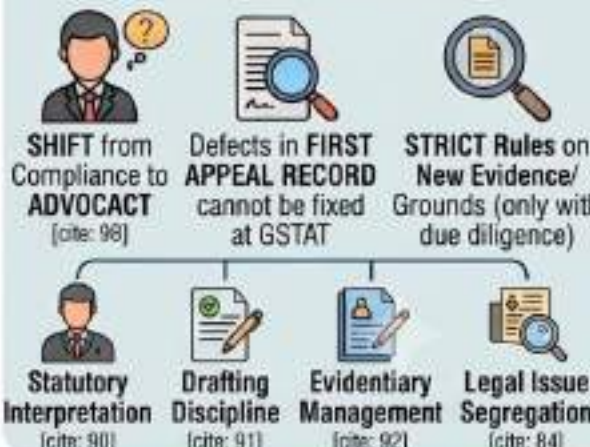 ?
SHIFT from
Compliance to
ADVOCACT
[cite: 98]
Defects in FIRST
APPEAL RECORD
cannot be fixed
at GSTAT
STRICT Rules on
New Evidence/
Grounds (only with
due diligence)
Statutory
Interpretation
[cite: 90]
Drafting
Discipline
[cite: 91]
Evidentiary
Management
[cite: 92]
Legal Issue
Segregation
[cite: 84]